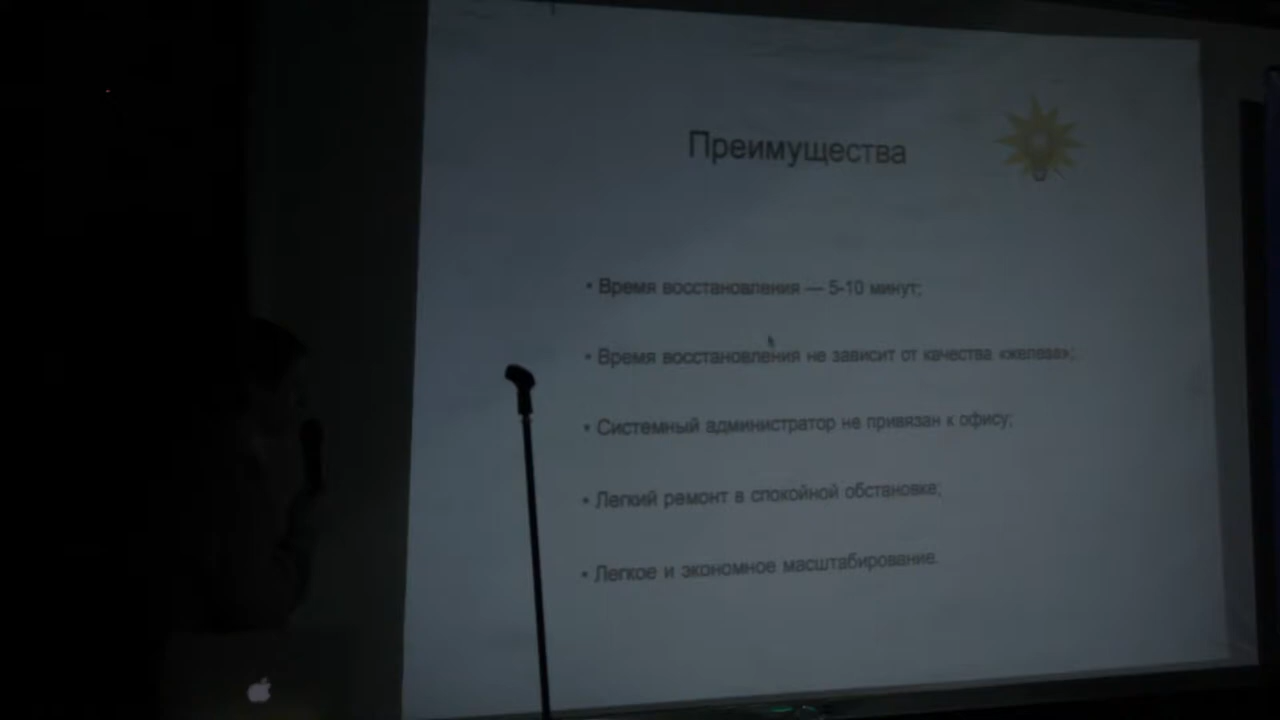 Преимущества
• Время восстановления — 5-10 минут;
• Время восстановления не зависит от качества «железа»;
• Системный администратор не привязан к офису;
• Легкий ремонт в спокойной обстановке;
• Легкое и экономное масштабирование.